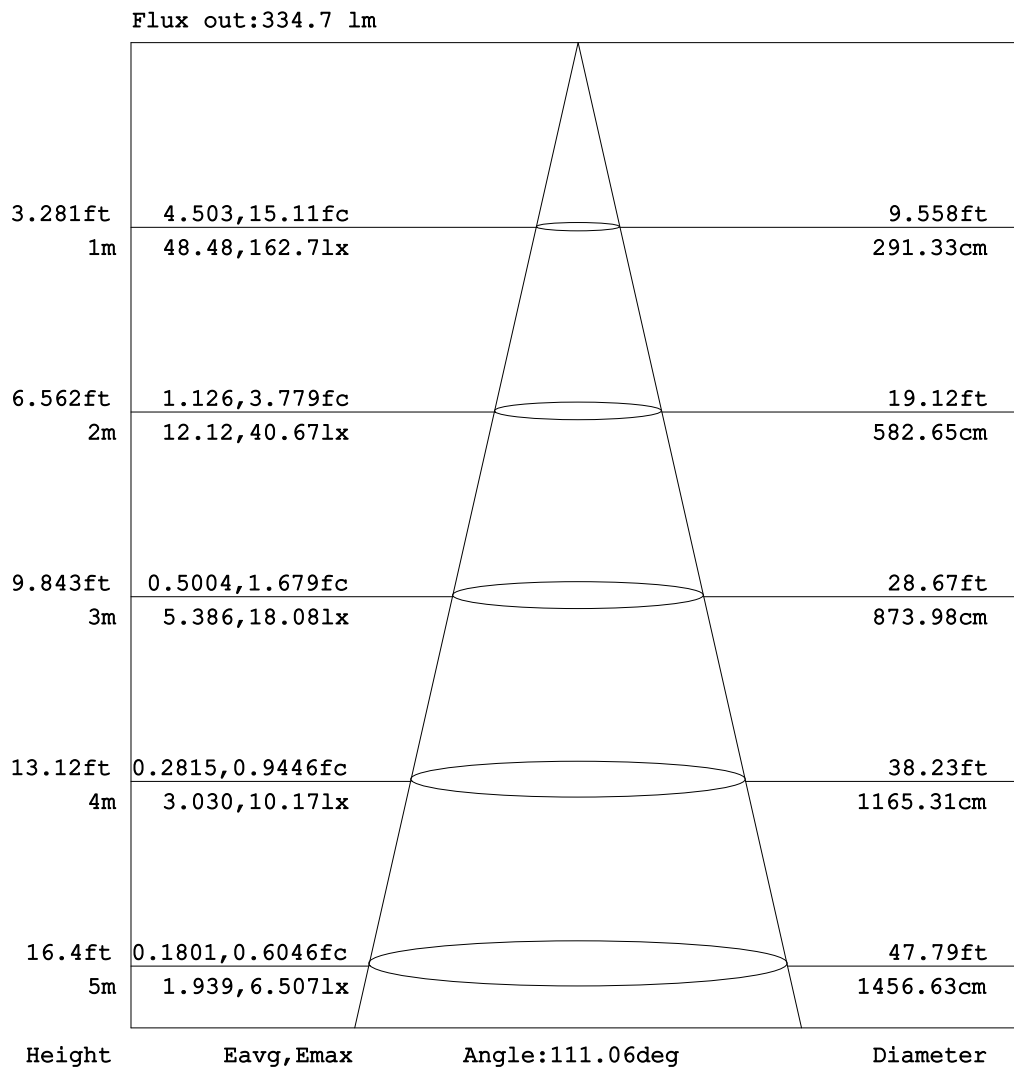 Flux out:334.7 lm
3.281ft 4.503,15.11fc 9.558ft
1m 48.48,162.7lx 291.33cm
6.562ft 1.126,3.779fc 19.12ft
2m 12.12,40.67lx 582.65cm
9.843ft 0.5004,1.679fc 28.67ft
3m 5.386,18.08lx 873.98cm
13.12ft 0.2815,0.9446fc 38.23ft
4m 3.030,10.17lx 1165.31cm
16.4ft 0.1801,0.6046fc 47.79ft
5m 1.939,6.507lx 1456.63cm
Height Eavg,Emax Angle:111.06deg Diameter